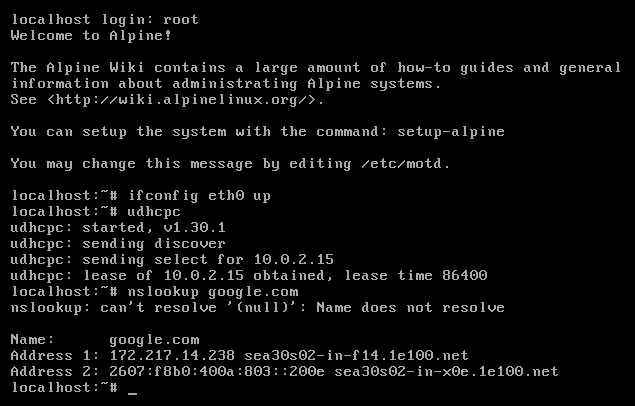 localhost login: root
Welcome to Alpine!
The Alpine Wiki contains a large amount of how-to guides and general
information about administrating Alpine systems.
See <http://wiki.alpinelinux.org/>.
You can setup the system with the command: setup-alpine
You may change this message by editing /etc/motd.
localhost:~# ifconfig eth0 up
localhost:~# udhcpc
udhcpc: started, v1.30.1
udhcpc: sending discover
udhcpc: sending select for 10.0.2.15
udhcpc: lease of 10.0.2.15 obtained, lease time 86400
localhost:~# nslookup google.com
nslookup: can't resolve '(null)': Name does not resolve
Name:      google.com
Address 1: 172.217.14.238 sea30s02-in-f14.1e100.net
Address 2: 2607:f8b0:400a:803::200e sea30s02-in-x0e.1e100.net
localhost:~# _